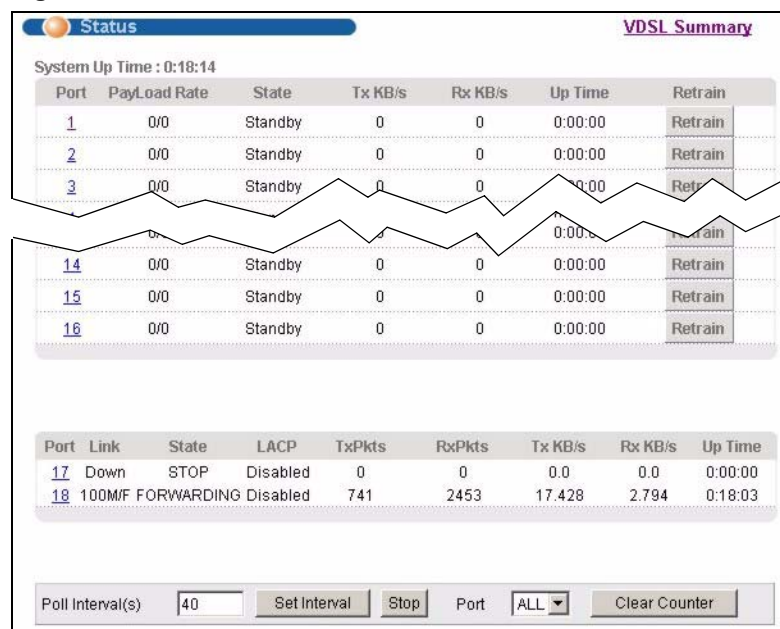 Status VDSL Summary
System Up Time : 0:18:14
Port PayLoad Rate State Tx KB/s Rx KB/s Up Time Retrain
1 0/0 Standby 0 0 0:00:00 Retrain
2 0/0 Standby 0 0 0:00:00 Retrain
3 0/0 Standby 0 0 Retrain
14 0/0 Standby 0 0 0:00:00 Retrain
15 0/0 Standby 0 0 0:00:00 Retrain
16 0/0 Standby 0 0 0:00:00 Retrain
Port Link State LACP TxPkts RxPkts Tx KB/s Rx KB/s Up Time
17 Down STOP Disabled 0 0 0.0 0.0 0:00:00
18 100M/F FORWARDING Disabled 741 2453 17.428 2.794 0:18:03
Poll Interval(s) 40 Set Interval Stop Port ALL Clear Counter